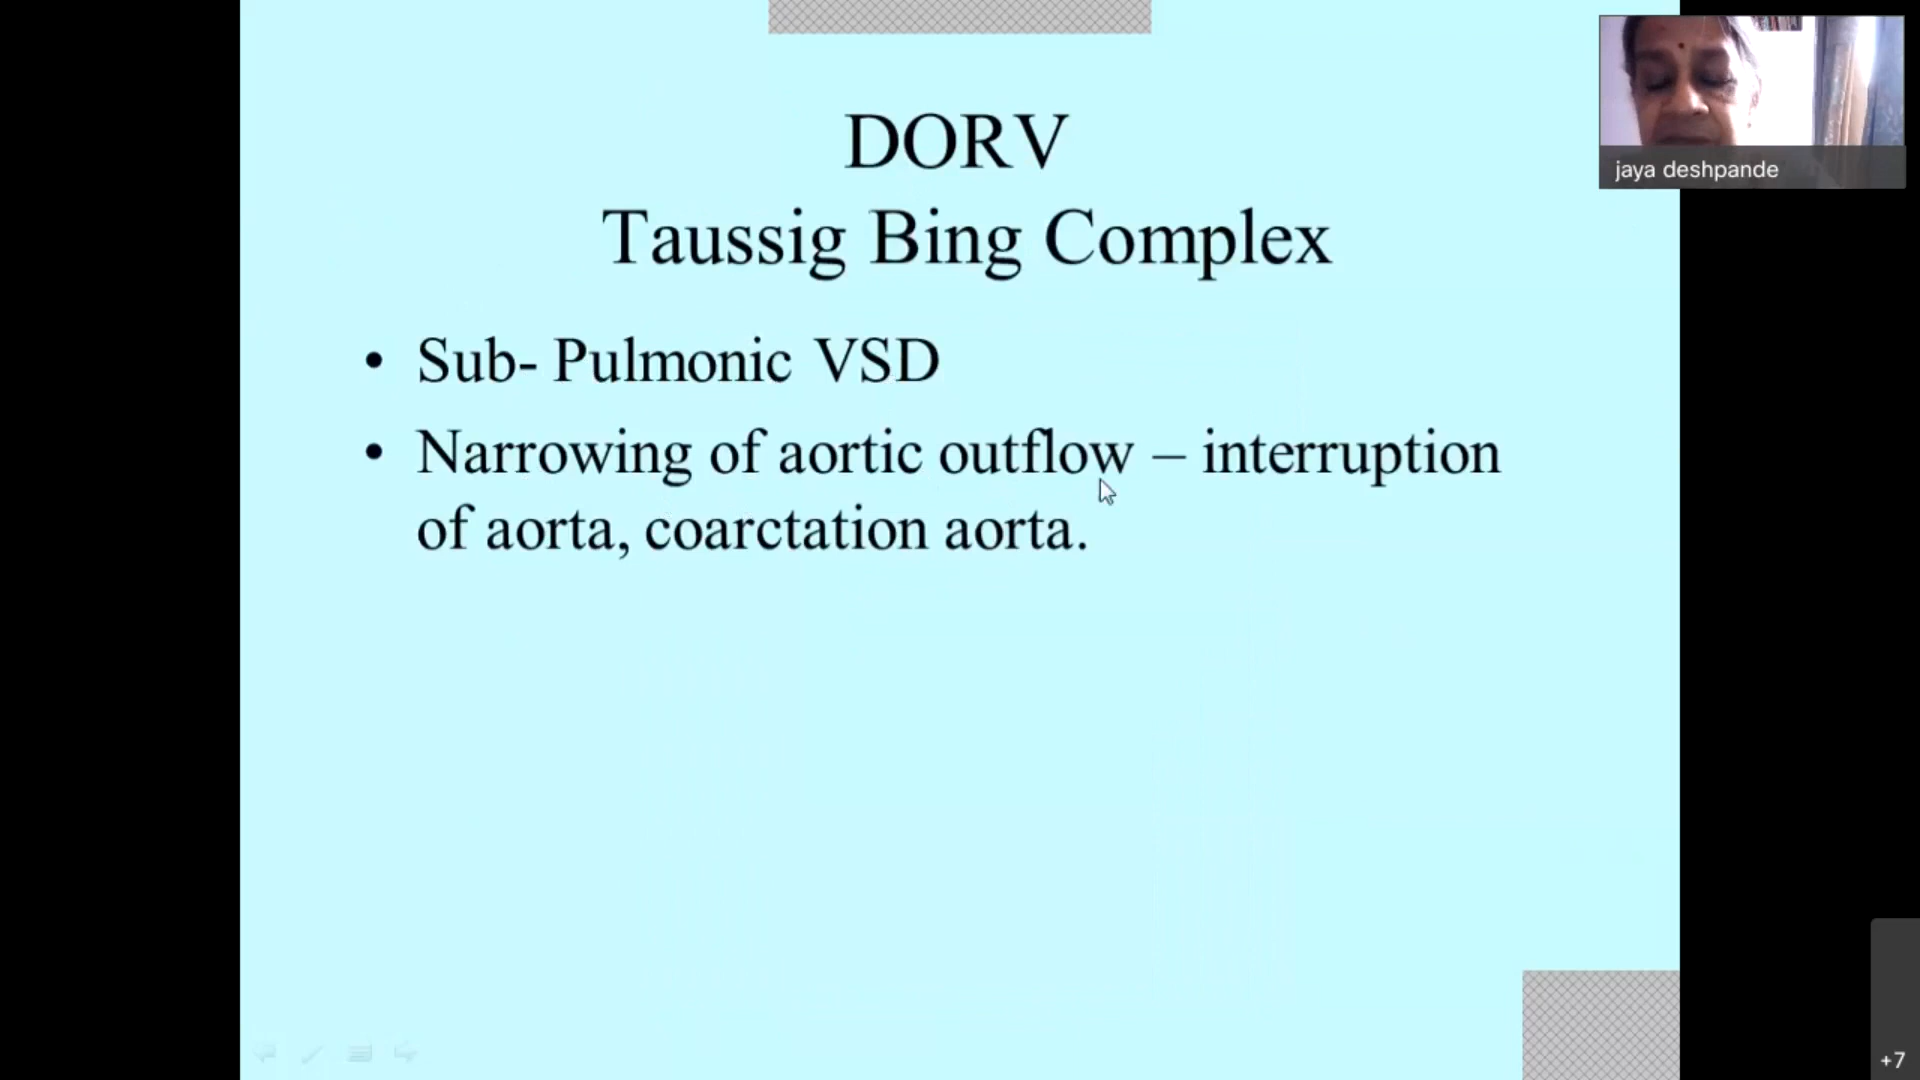 DORV
Taussig Bing Complex
• Sub- Pulmonic VSD
• Narrowing of aortic outflow – interruption
of aorta, coarctation aorta.
jaya deshpande
+7